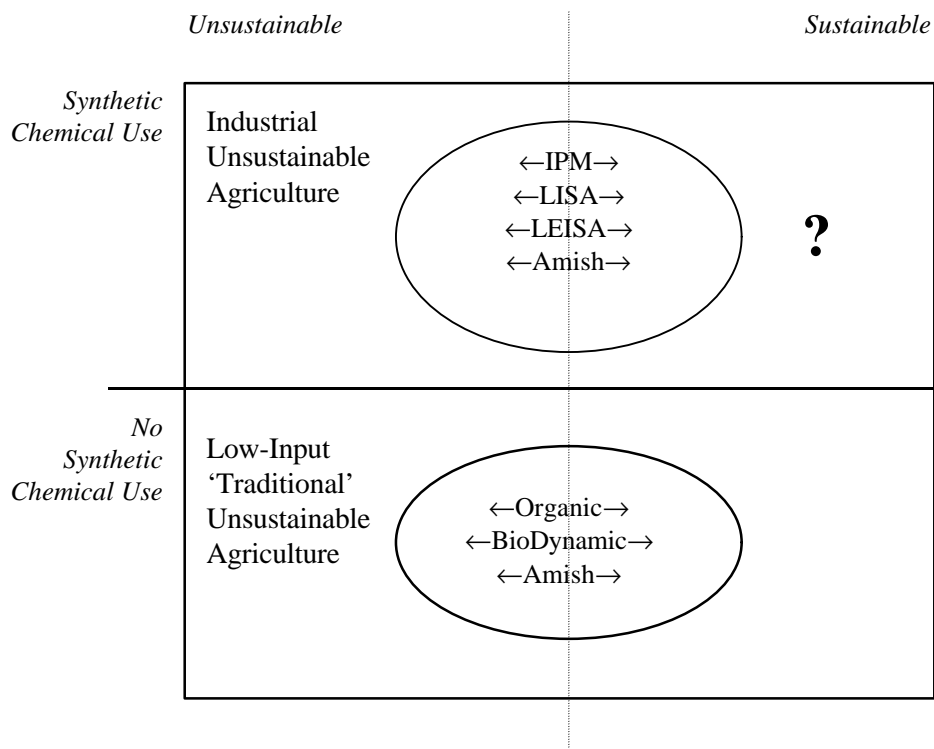 Unsustainable
Sustainable
Synthetic
Chemical Use
Industrial
Unsustainable
Agriculture
←IPM→
←LISA→
←LEISA→
←Amish→
?
No
Synthetic
Chemical Use
Low-Input
‘Traditional’
Unsustainable
Agriculture
←Organic→
←BioDynamic→
←Amish→